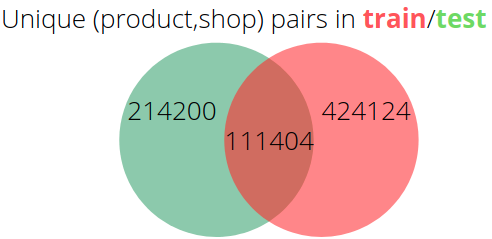 Unique (product,shop) pairs in train/test
214200
424124
111404